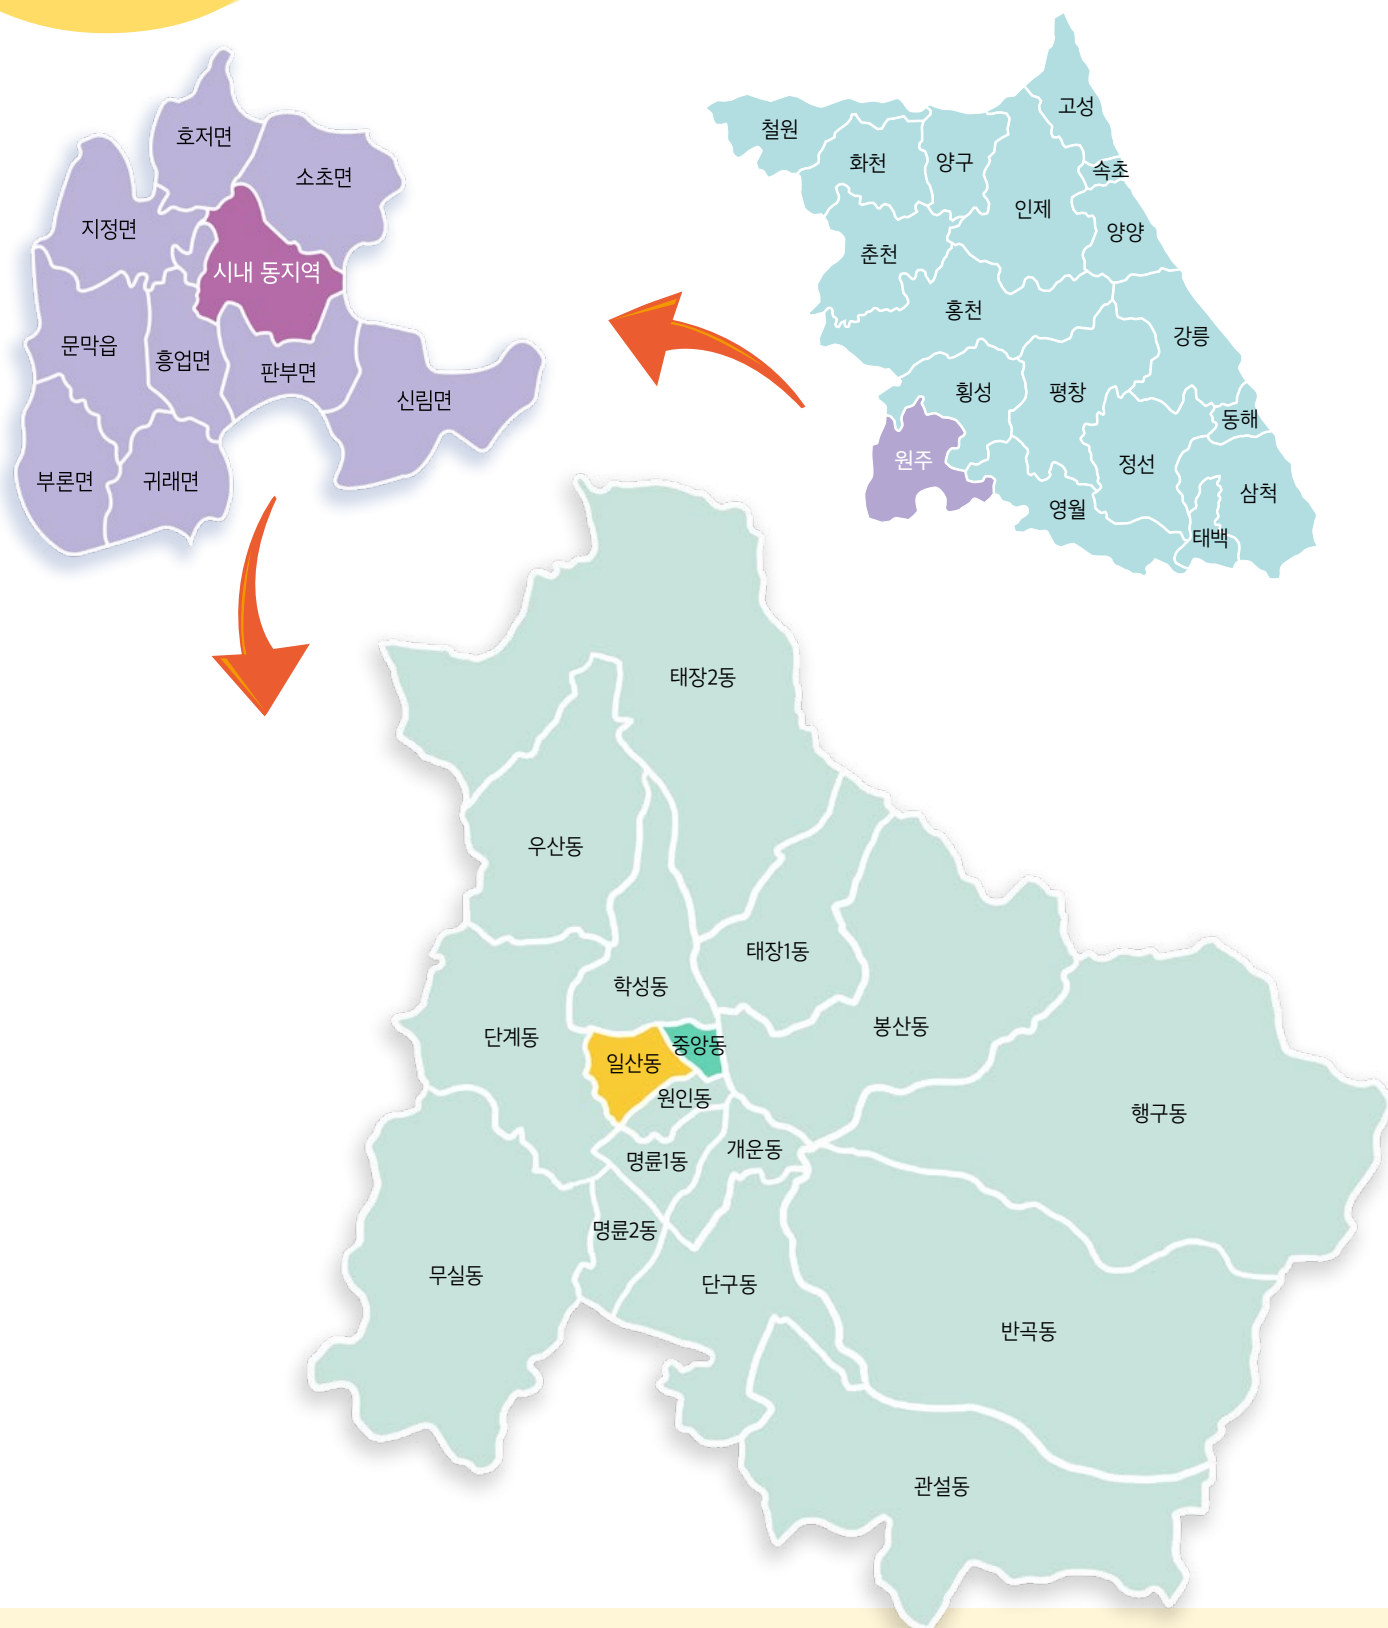 호저면
소초면
지정면
시내 동지역
문막읍
흥업면
판부면
신림면
부론면
귀래면
고성
철원
화천
양구
속초
인제
양양
춘천
홍천
강릉
횡성
평창
동해
원주
정선
삼척
영월
태백
태장2동
우산동
태장1동
학성동
봉산동
단계동
중앙동
일산동
원인동
행구동
개운동
명륜1동
명륜2동
무실동
단구동
반곡동
관설동